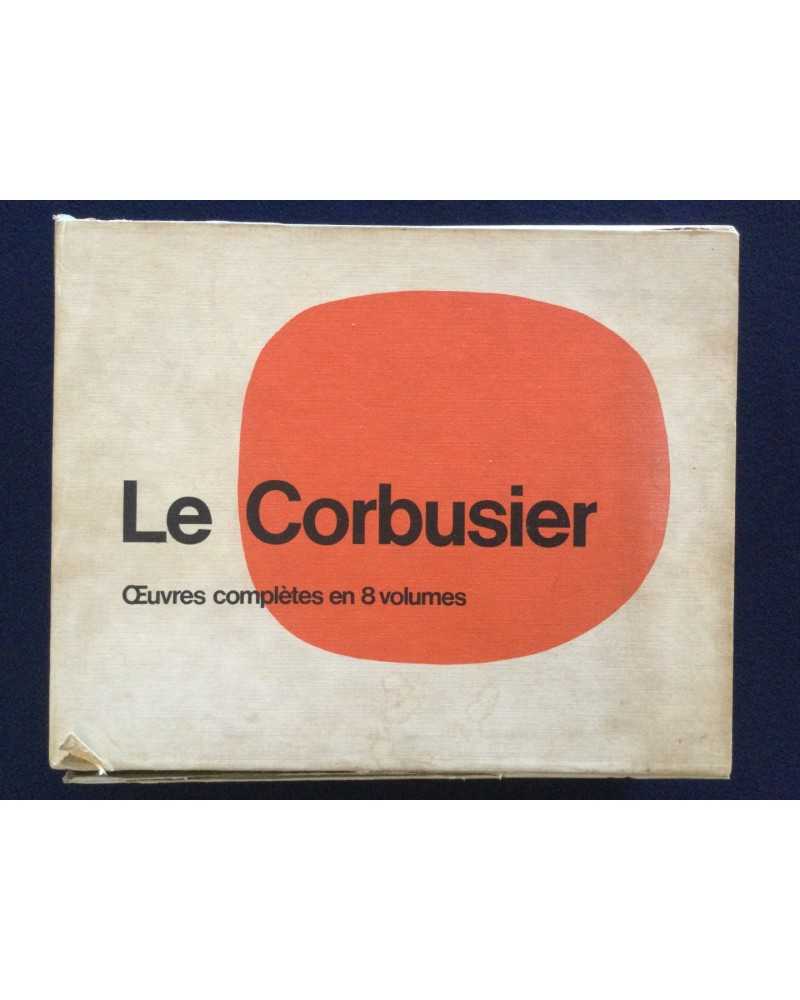 Le Corbusier
Œuvres complètes en 8 volumes